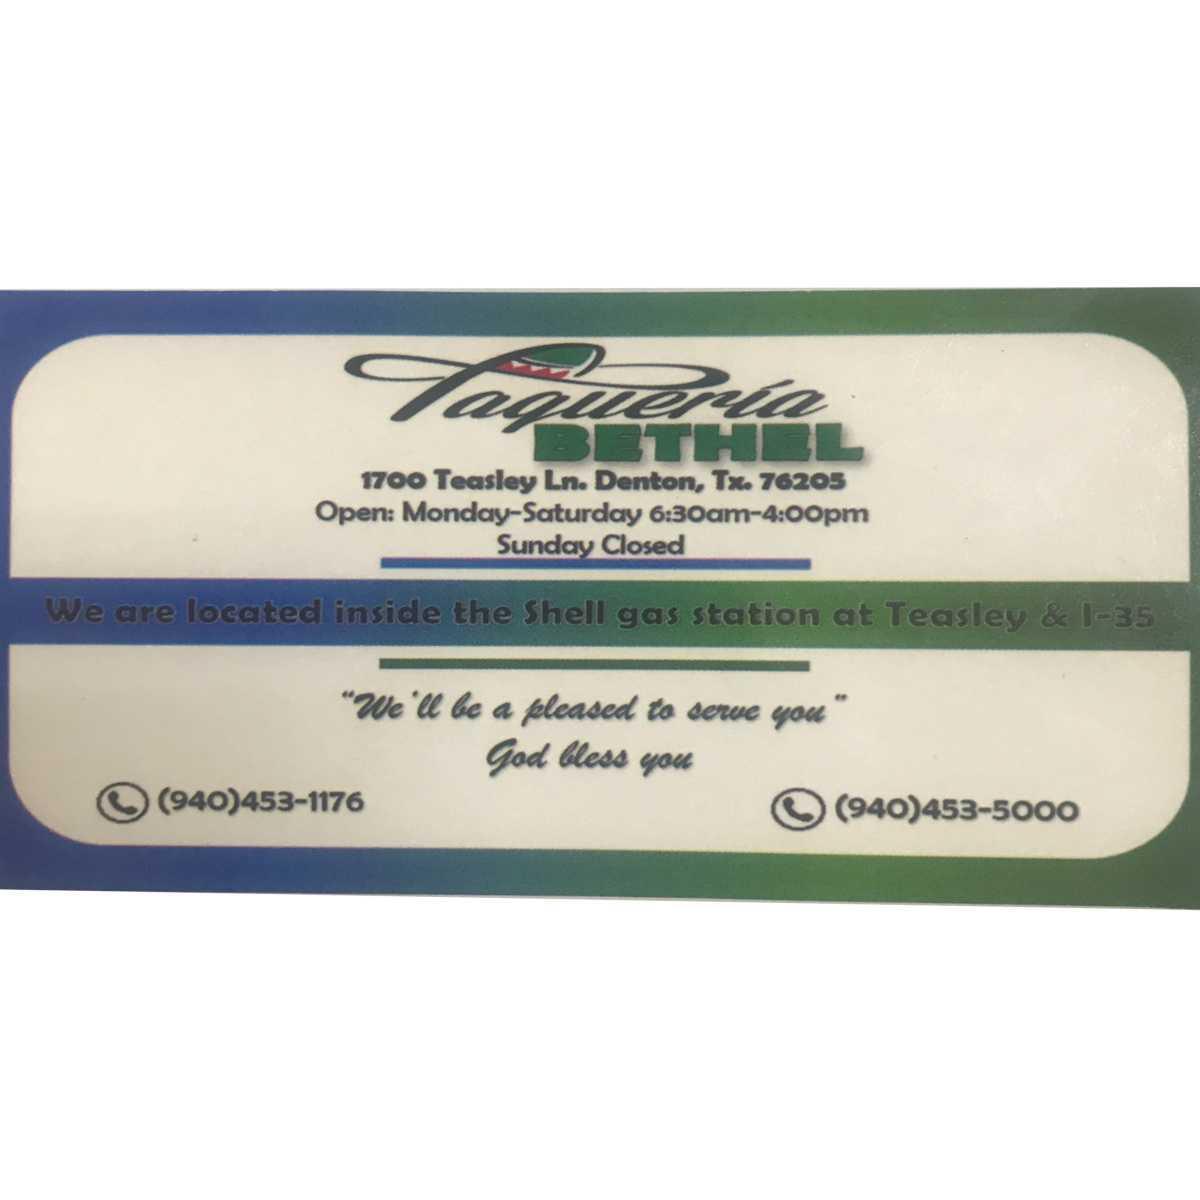 Taquería
BETHEL
1700 Teasley Ln. Denton, Tx. 76205
Open: Monday-Saturday 6:30am-4:00pm
Sunday Closed
We are located inside the Shell gas station at Teasley & I-35
"We'll be a pleased to serve you"
God bless you
(940)453-1176
(940)453-5000